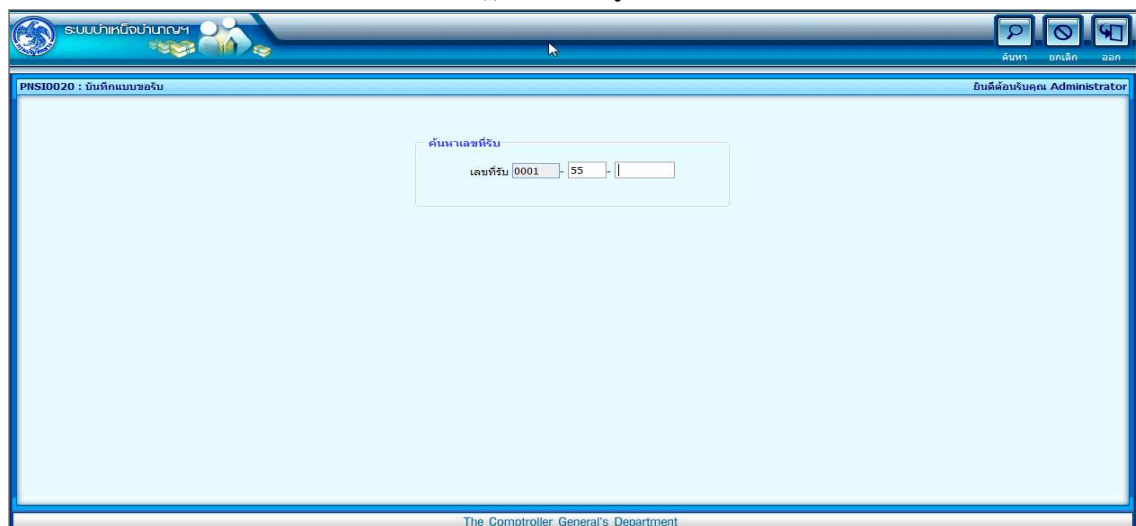 ระบบบำเหน็จบำนาญฯ
ค้นหา ยกเลิก ออก
PNSI0020 : บันทึกแบบขอรับ ยินดีต้อนรับคุณ Administrator
ค้นหาเลขที่รับ
เลขที่รับ 0001 - 55 -
The Comptroller General's Department